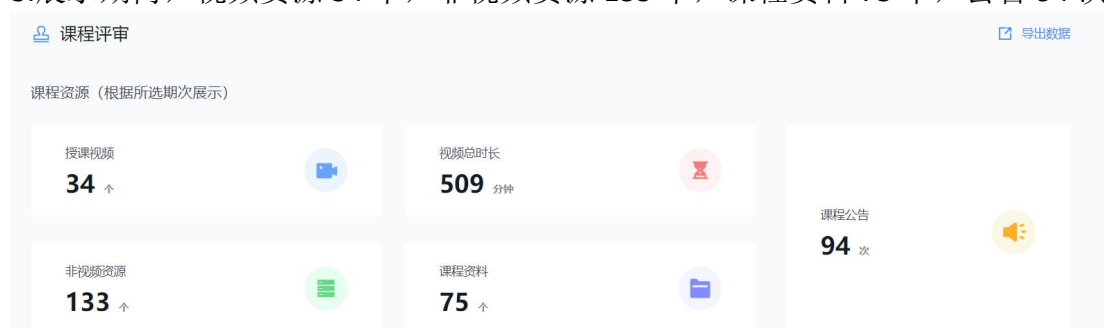 课程评审
导出数据
课程资源（根据所选期次展示）
授课视频
34 个
视频总时长
509 分钟
课程公告
94 次
非视频资源
133 个
课程资料
75 个